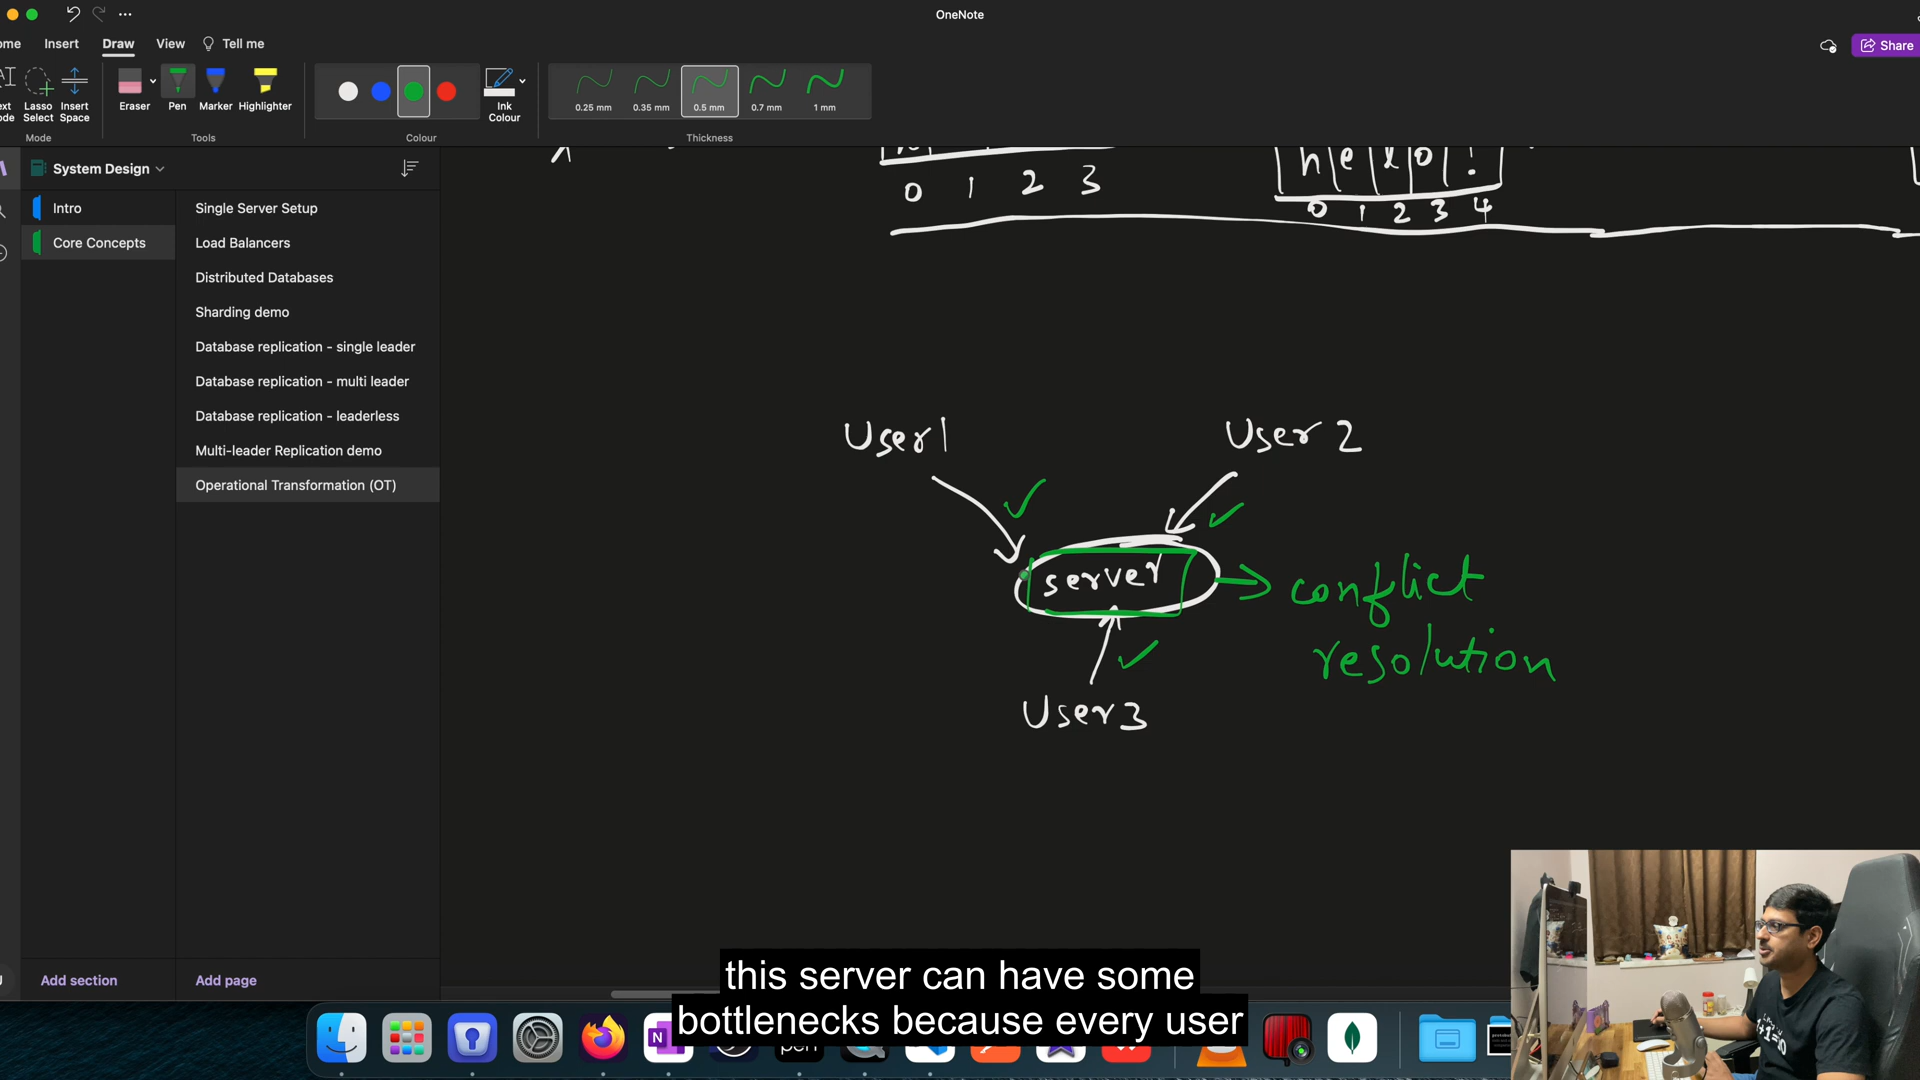 OneNote
ome Insert Draw View Tell me
Share
Eraser Pen Marker Highlighter
Lasso Select
Insert Space
Ink Colour
0.25 mm 0.35 mm 0.5 mm 0.7 mm 1 mm
Mode Tools Colour Thickness
System Design
Intro
Core Concepts
Single Server Setup
Load Balancers
Distributed Databases
Sharding demo
Database replication - single leader
Database replication - multi leader
Database replication - leaderless
Multi-leader Replication demo
Operational Transformation (OT)
0 1 2 3
h e l o !
0 1 2 3 4
User 1
User 2
server
conflict
resolution
User 3
Add section
Add page
this server can have some
bottlenecks because every user